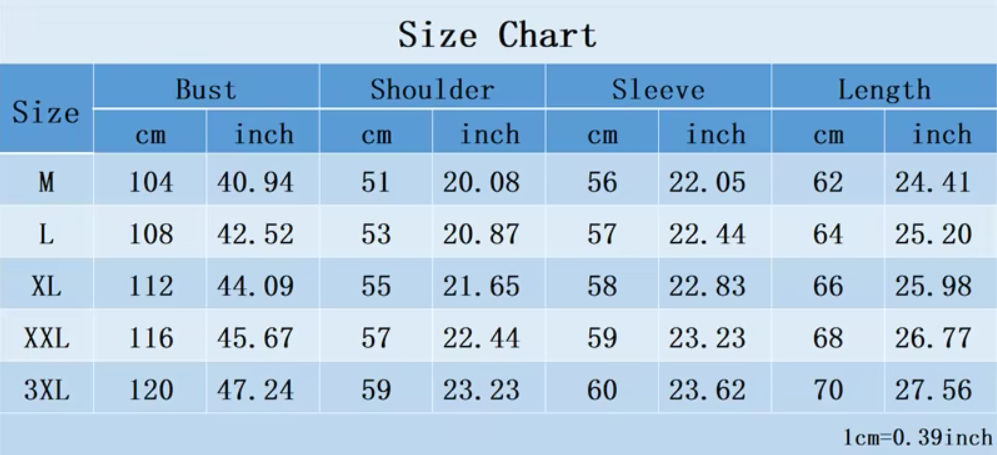 Size Chart
Size Bust Shoulder Sleeve Length
cm inch cm inch cm inch cm inch
M 104 40.94 51 20.08 56 22.05 62 24.41
L 108 42.52 53 20.87 57 22.44 64 25.20
XL 112 44.09 55 21.65 58 22.83 66 25.98
XXL 116 45.67 57 22.44 59 23.23 68 26.77
3XL 120 47.24 59 23.23 60 23.62 70 27.56
1cm=0.39inch